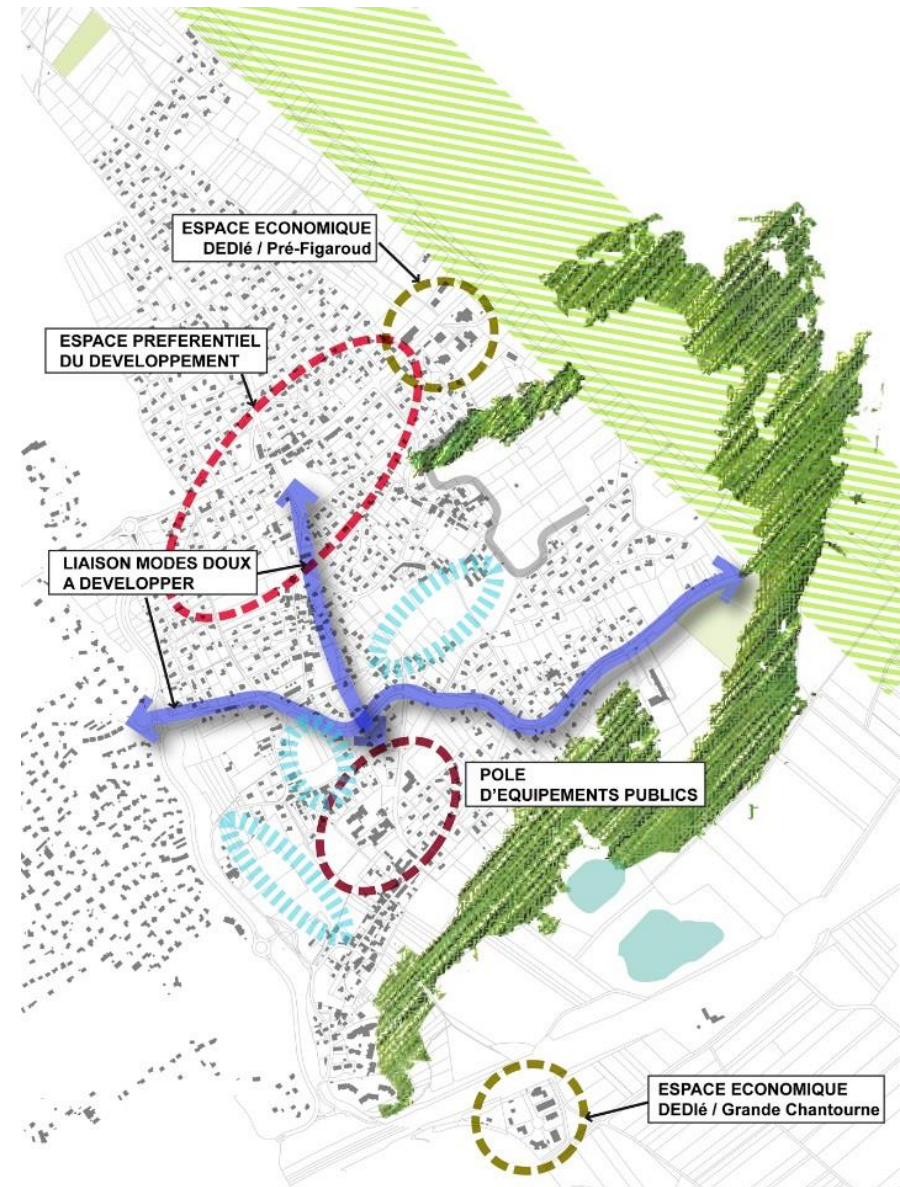 ESPACE ECONOMIQUE
DEDIé / Pré-Figaroud
ESPACE PREFERENTIEL
DU DEVELOPPEMENT
LIAISON MODES DOUX
A DEVELOPPER
POLE
D'EQUIPEMENTS PUBLICS
ESPACE ECONOMIQUE
DEDIé / Grande Chantourne